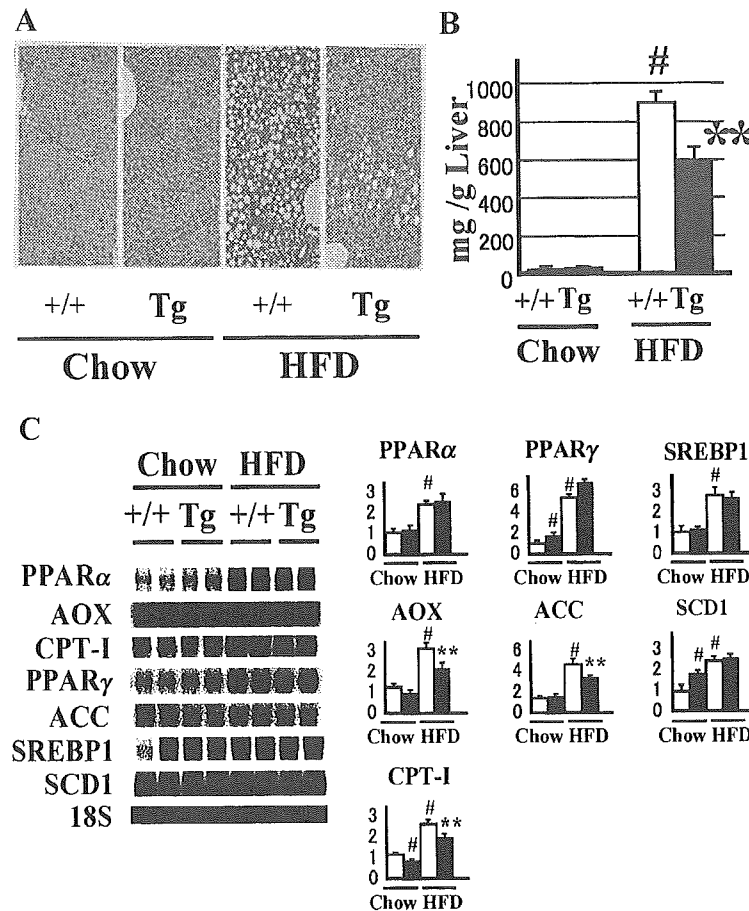 A
+/+ Tg +/+ Tg
Chow HFD
B
mg /g Liver
1000
800
600
400
200
0
#
**
+/+ Tg +/+ Tg
Chow HFD
C
Chow HFD
+/+ Tg +/+ Tg
PPARα
AOX
CPT-I
PPARγ
ACC
SREBP1
SCD1
18S
PPARα
3
2
1
0
#
Chow HFD
PPARγ
6
4
2
0
# #
Chow HFD
SREBP1
3
2
1
0
#
Chow HFD
AOX
3
2
1
0
# **
Chow HFD
ACC
6
4
2
0
# **
Chow HFD
SCD1
3
2
1
0
# #
Chow HFD
CPT-I
3
2
1
0
# # **
Chow HFD